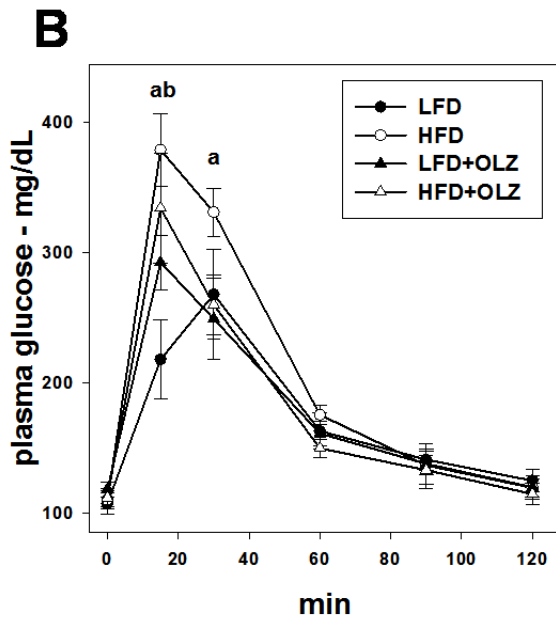 B
ab
a
LFD
HFD
LFD+OLZ
HFD+OLZ
plasma glucose - mg/dL
400
300
200
100
0 20 40 60 80 100 120
min